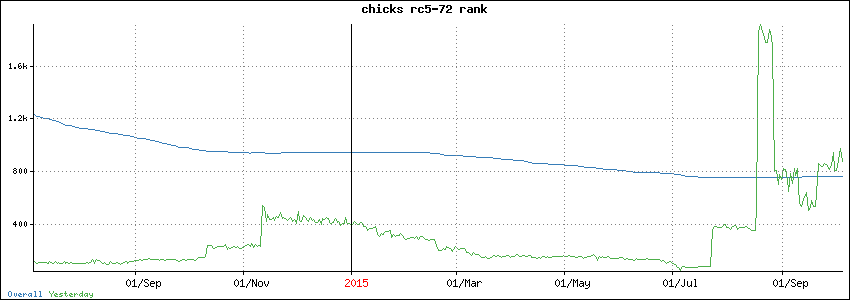 chicks rc5-72 rank
1.6k
1.2k
800
400
01/Sep 01/Nov 2015 01/Mar 01/May 01/Jul 01/Sep
Overall Yesterday